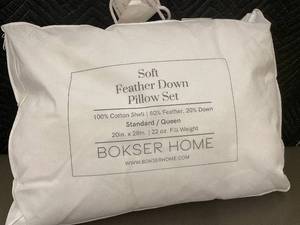 Soft
Feather Down
Pillow Set
100% Cotton Shell | 80% Feather, 20% Down
Standard / Queen
20in. x 28in. | 22 oz. Fill Weight
BOKSER HOME
WWW.BOKSERHOME.COM